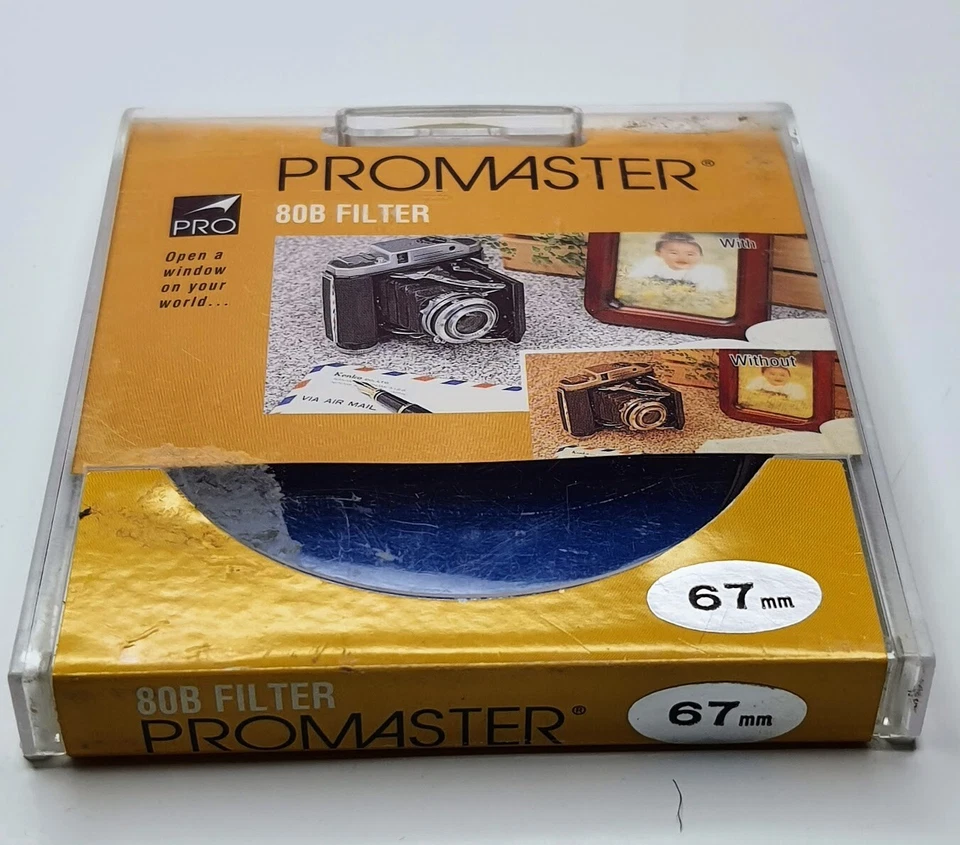 PROMASTER®
80B FILTER
PRO
Open a
window
on your
world...
With
Without
Kenko
VIA AIR MAIL
67mm
80B FILTER
PROMASTER®
67mm